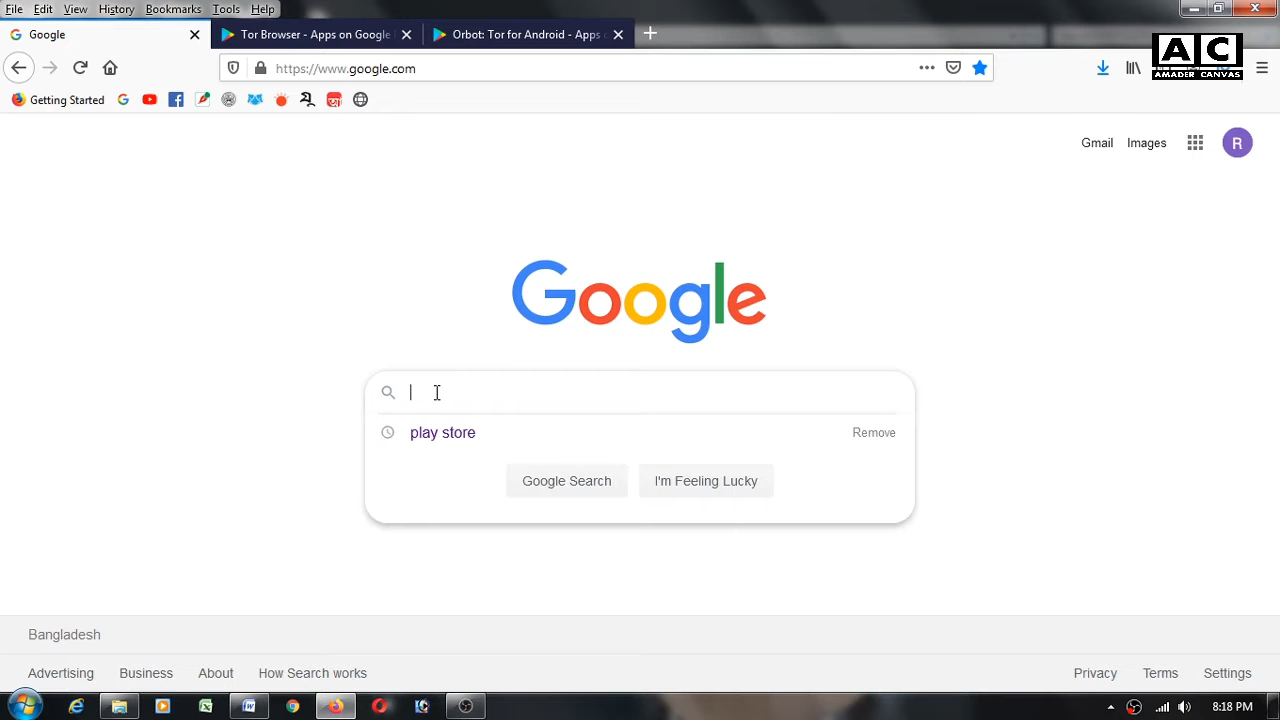 File Edit View History Bookmarks Tools Help
Google
Tor Browser - Apps on Google
Orbot: Tor for Android - Apps
https://www.google.com
A C
AMADER CANVAS
Getting Started
Gmail Images R
Google
play store Remove
Google Search I'm Feeling Lucky
Bangladesh
Advertising Business About How Search works Privacy Terms Settings
8:18 PM